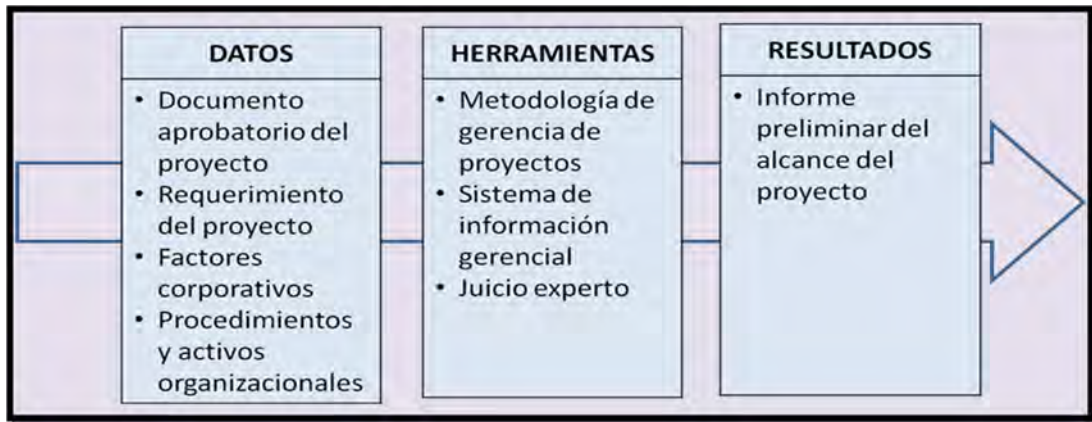 DATOS
• Documento
aprobatorio del
proyecto
• Requerimiento
del proyecto
• Factores
corporativos
• Procedimientos
y activos
organizacionales
HERRAMIENTAS
• Metodología de
gerencia de
proyectos
• Sistema de
información
gerencial
• Juicio experto
RESULTADOS
• Informe
preliminar del
alcance del
proyecto